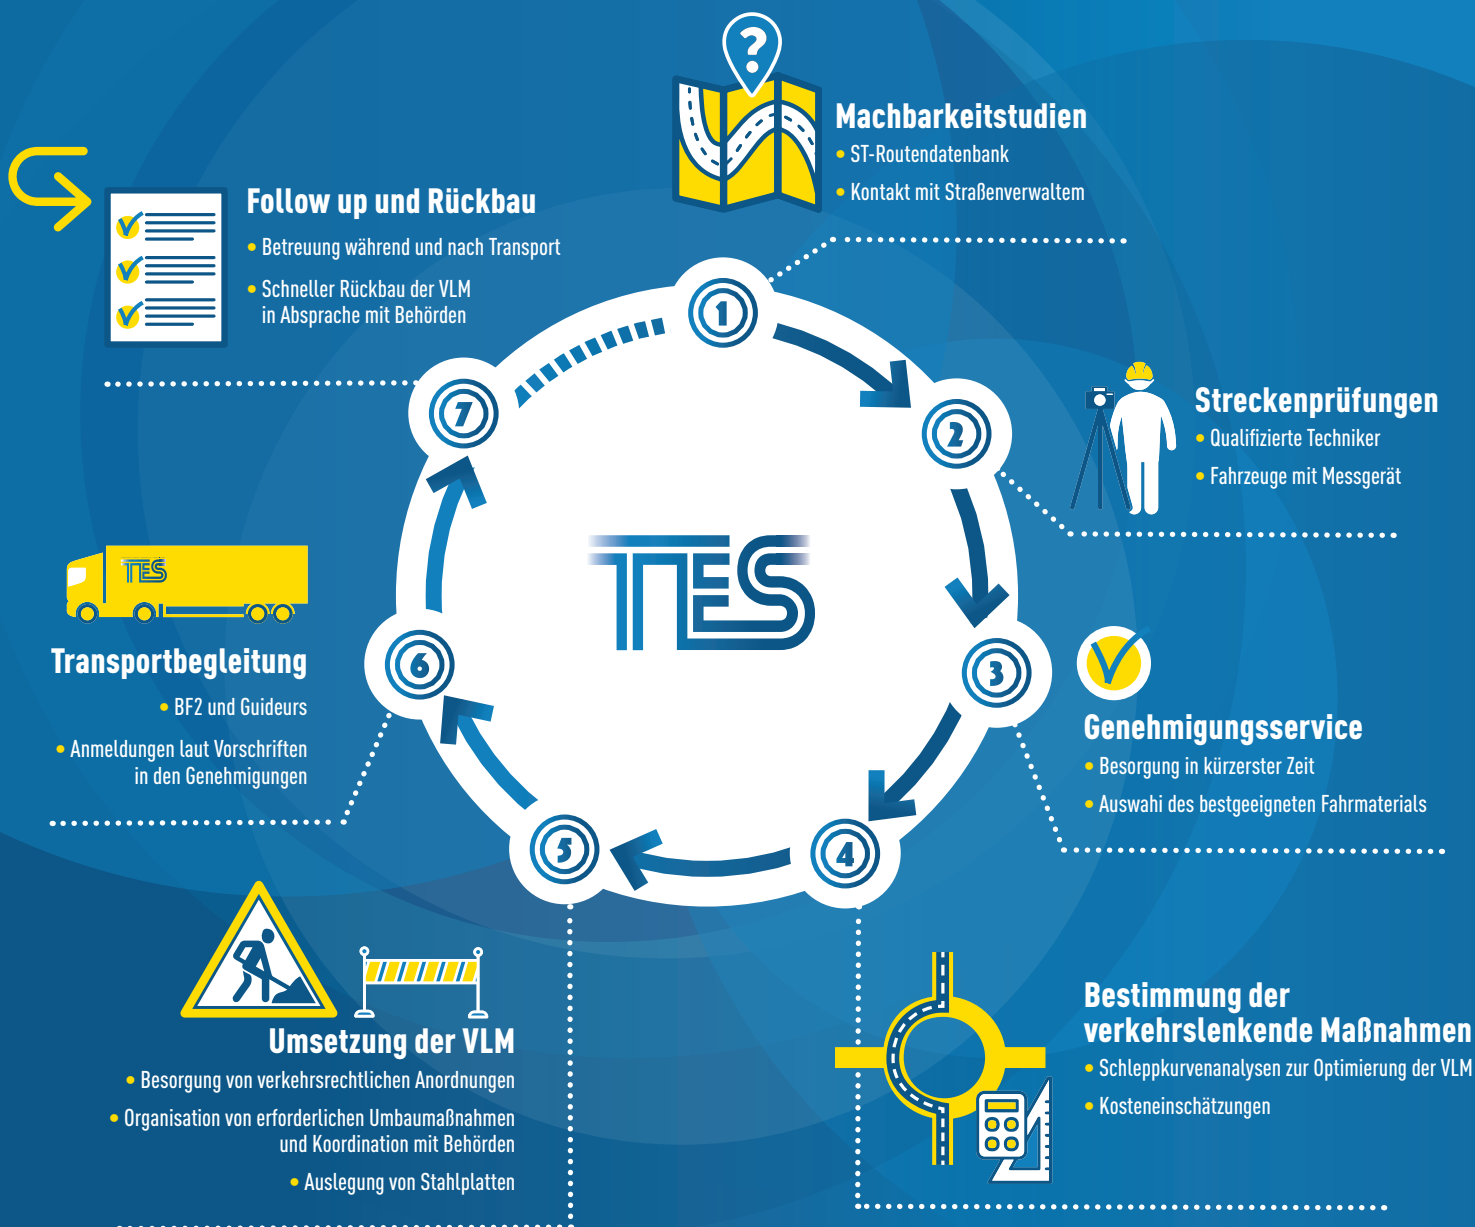 ?
Machbarkeitstudien
• ST-Routendatenbank
• Kontakt mit Straßenverwaltem
1
Streckenprüfungen
• Qualifizierte Techniker
• Fahrzeuge mit Messgerät
2
Genehmigungsservice
• Besorgung in kürzerster Zeit
• Auswahi des bestgeeigneten Fahrmaterials
3
Bestimmung der
verkehrslenkende Maßnahmen
• Schleppkurvenanalysen zur Optimierung der VLM
• Kosteneinschätzungen
4
Umsetzung der VLM
• Besorgung von verkehrsrechtlichen Anordnungen
• Organisation von erforderlichen Umbaumaßnahmen
und Koordination mit Behörden
• Auslegung von Stahlplatten
5
TES
Transportbegleitung
• BF2 und Guideurs
• Anmeldungen laut Vorschriften
in den Genehmigungen
6
Follow up und Rückbau
• Betreuung während und nach Transport
• Schneller Rückbau der VLM
in Absprache mit Behörden
7
TES